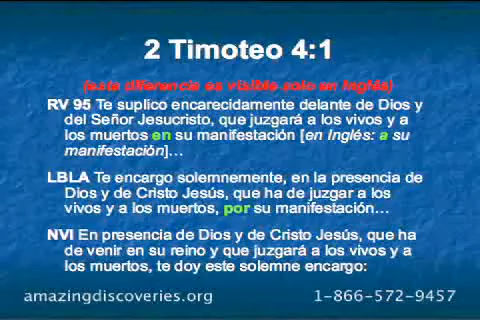 2 Timoteo 4:1
(esta diferencia es visible solo en Inglés)
RV 95 Te suplico encarecidamente delante de Dios y
del Señor Jesucristo, que juzgará a los vivos y a
los muertos en su manifestación [en Inglés: a su
manifestación]...
LBLA Te encargo solemnemente, en la presencia de
Dios y de Cristo Jesús, que ha de juzgar a los
vivos y a los muertos, por su manifestación...
NVI En presencia de Dios y de Cristo Jesús, que ha
de venir en su reino y que juzgará a los vivos y a
los muertos, te doy este solemne encargo:
amazingdiscoveries.org 1-866-572-9457